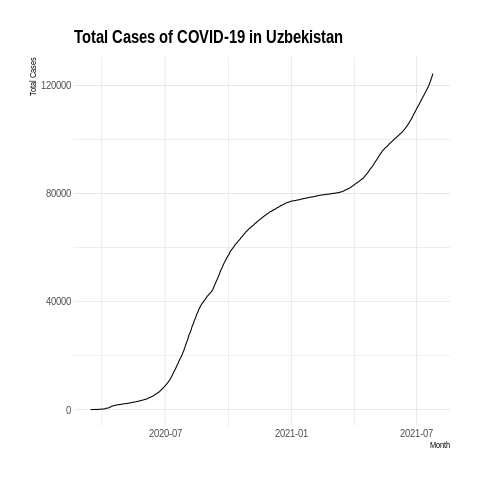 Total Cases of COVID-19 in Uzbekistan
Total Cases
120000
80000
40000
0
2020-07
2021-01
2021-07
Month